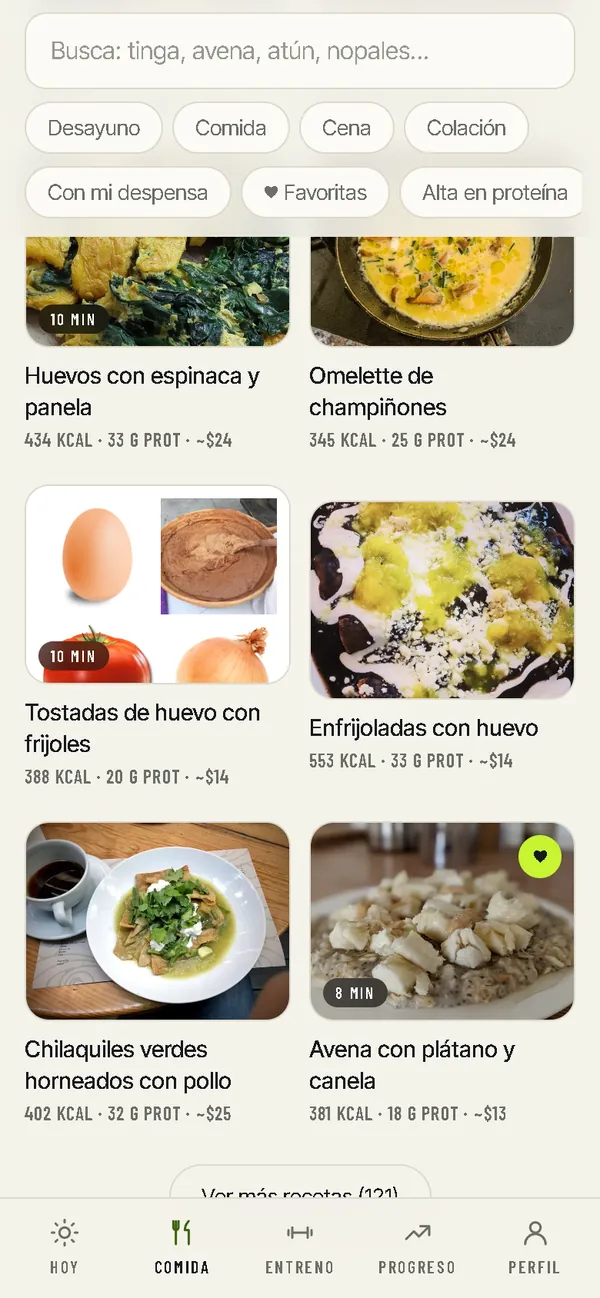 Busca: tinga, avena, atún, nopales...
Desayuno
Comida
Cena
Colación
Con mi despensa
Favoritas
Alta en proteína
10 MIN
Huevos con espinaca y
panela
434 KCAL · 33 G PROT · ~$24
Omelette de
champiñones
345 KCAL · 25 G PROT · ~$24
10 MIN
Tostadas de huevo con
frijoles
388 KCAL · 20 G PROT · ~$14
Enfrijoladas con huevo
553 KCAL · 33 G PROT · ~$14
Chilaquiles verdes
horneados con pollo
402 KCAL · 32 G PROT · ~$25
8 MIN
Avena con plátano y
canela
381 KCAL · 18 G PROT · ~$13
Ver más recetas (121)
HOY
COMIDA
ENTRENO
PROGRESO
PERFIL